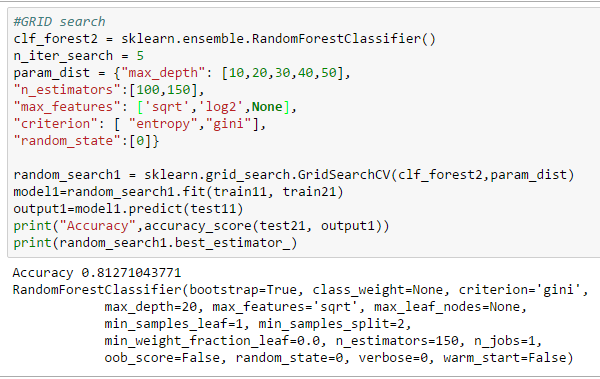 #GRID search
clf_forest2 = sklearn.ensemble.RandomForestClassifier()
n_iter_search = 5
param_dist = {"max_depth": [10,20,30,40,50],
"n_estimators":[100,150],
"max_features": ['sqrt','log2',None],
"criterion": [ "entropy","gini"],
"random_state":[0]}
random_search1 = sklearn.grid_search.GridSearchCV(clf_forest2,param_dist)
model1=random_search1.fit(train11, train21)
output1=model1.predict(test11)
print("Accuracy",accuracy_score(test21, output1))
print(random_search1.best_estimator_)
Accuracy 0.81271043771
RandomForestClassifier(bootstrap=True, class_weight=None, criterion='gini',
max_depth=20, max_features='sqrt', max_leaf_nodes=None,
min_samples_leaf=1, min_samples_split=2,
min_weight_fraction_leaf=0.0, n_estimators=150, n_jobs=1,
oob_score=False, random_state=0, verbose=0, warm_start=False)